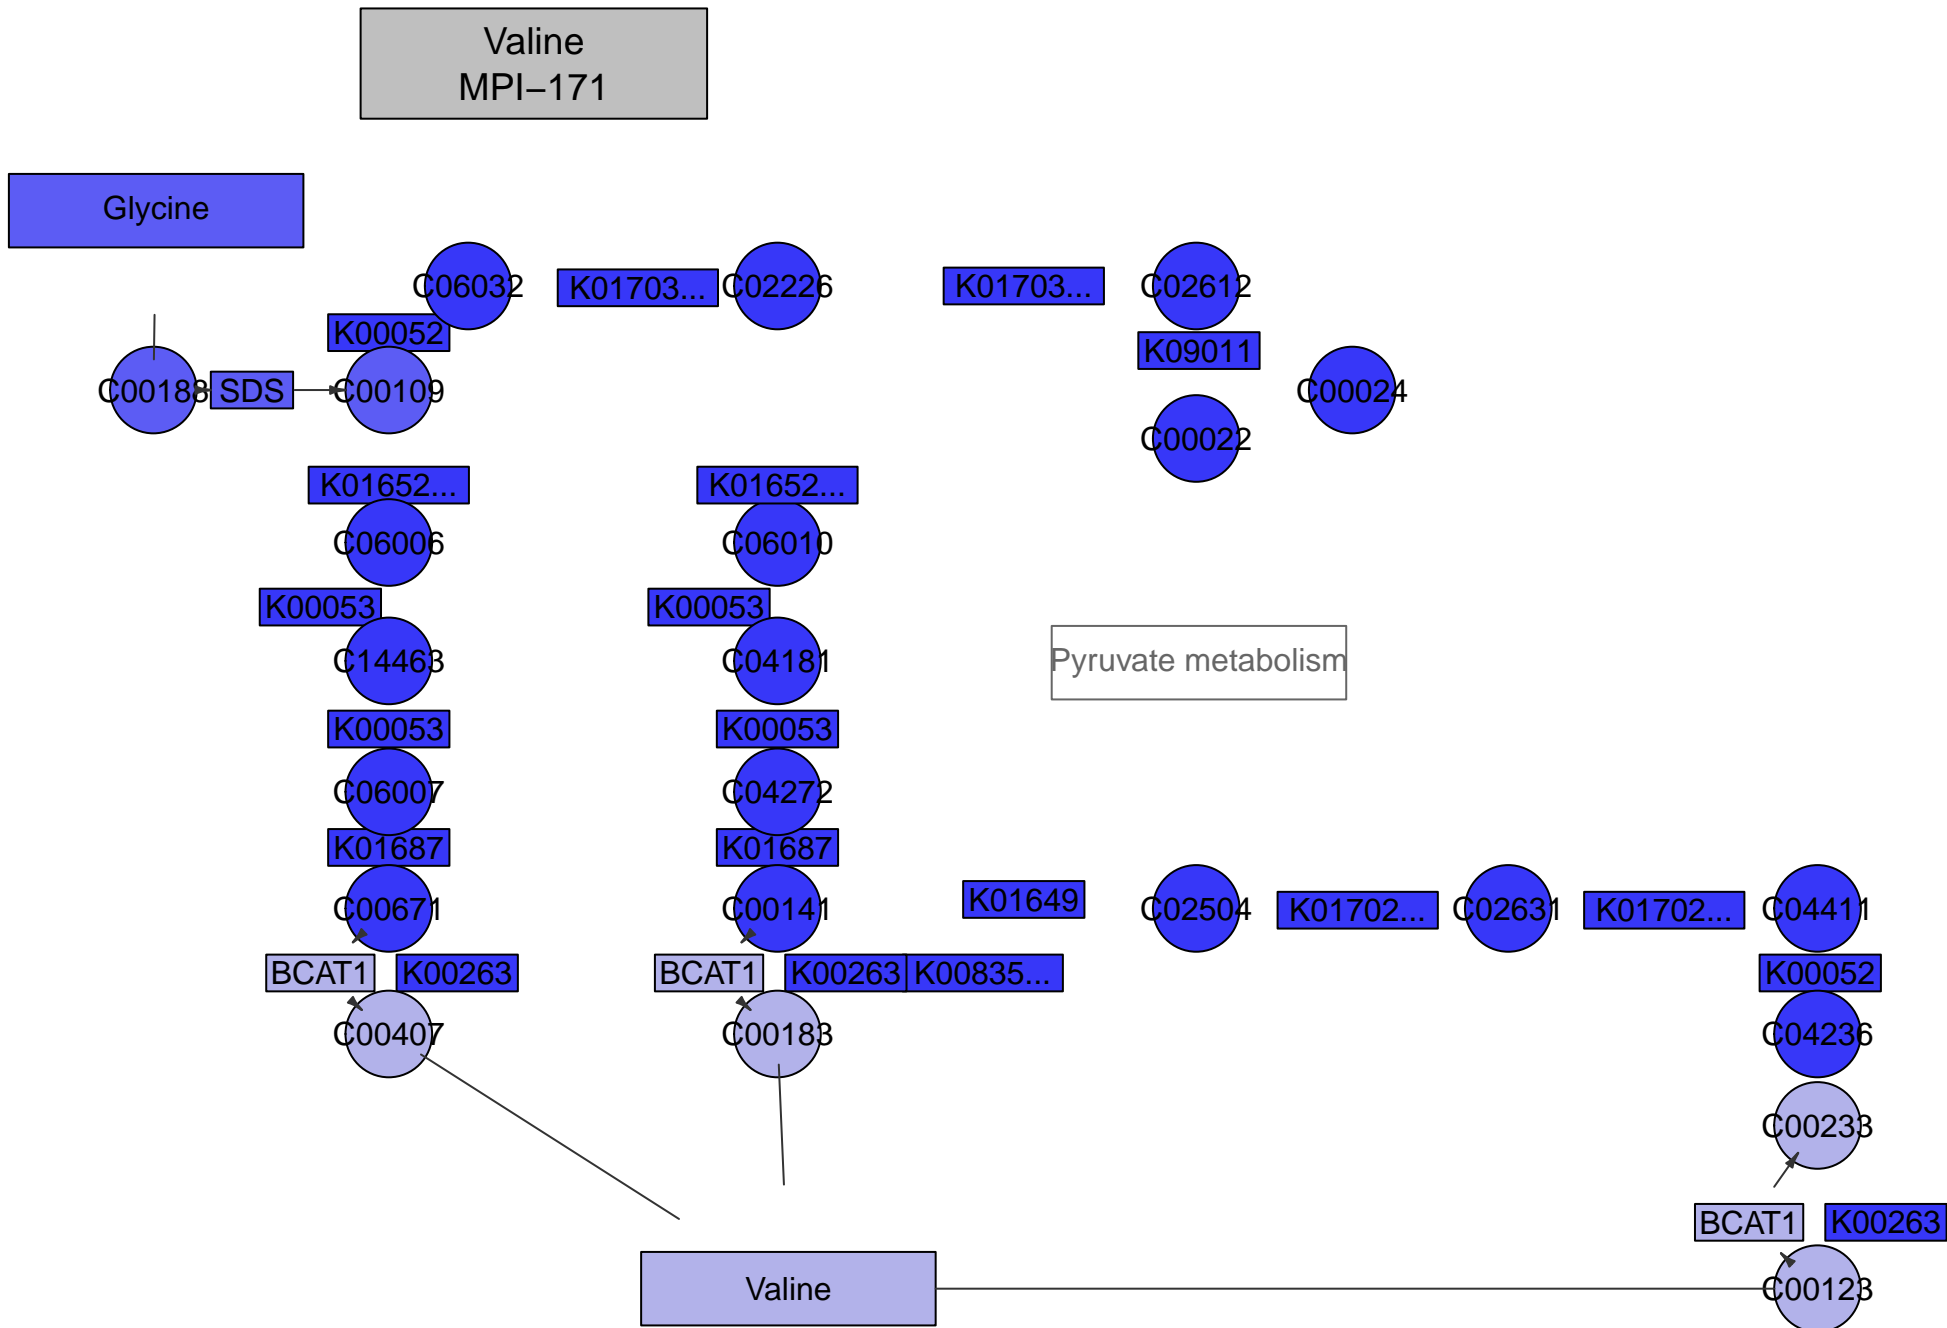 Valine
MPI−171
Glycine
C06032
K01703...
C02226
K01703...
C02612
K00052
K09011
C00188
SDS
C00109
C00024
C00022
K01652...
K01652...
C06006
C06010
K00053
K00053
C14463
C04181
Pyruvate metabolism
K00053
K00053
C06007
C04272
K01687
K01687
C00671
C00141
K01649
C02504
K01702...
C02631
K01702...
C04411
BCAT1
K00263
BCAT1
K00263
K00835...
K00052
C00407
C00183
C04236
C00233
BCAT1
K00263
Valine
C00123